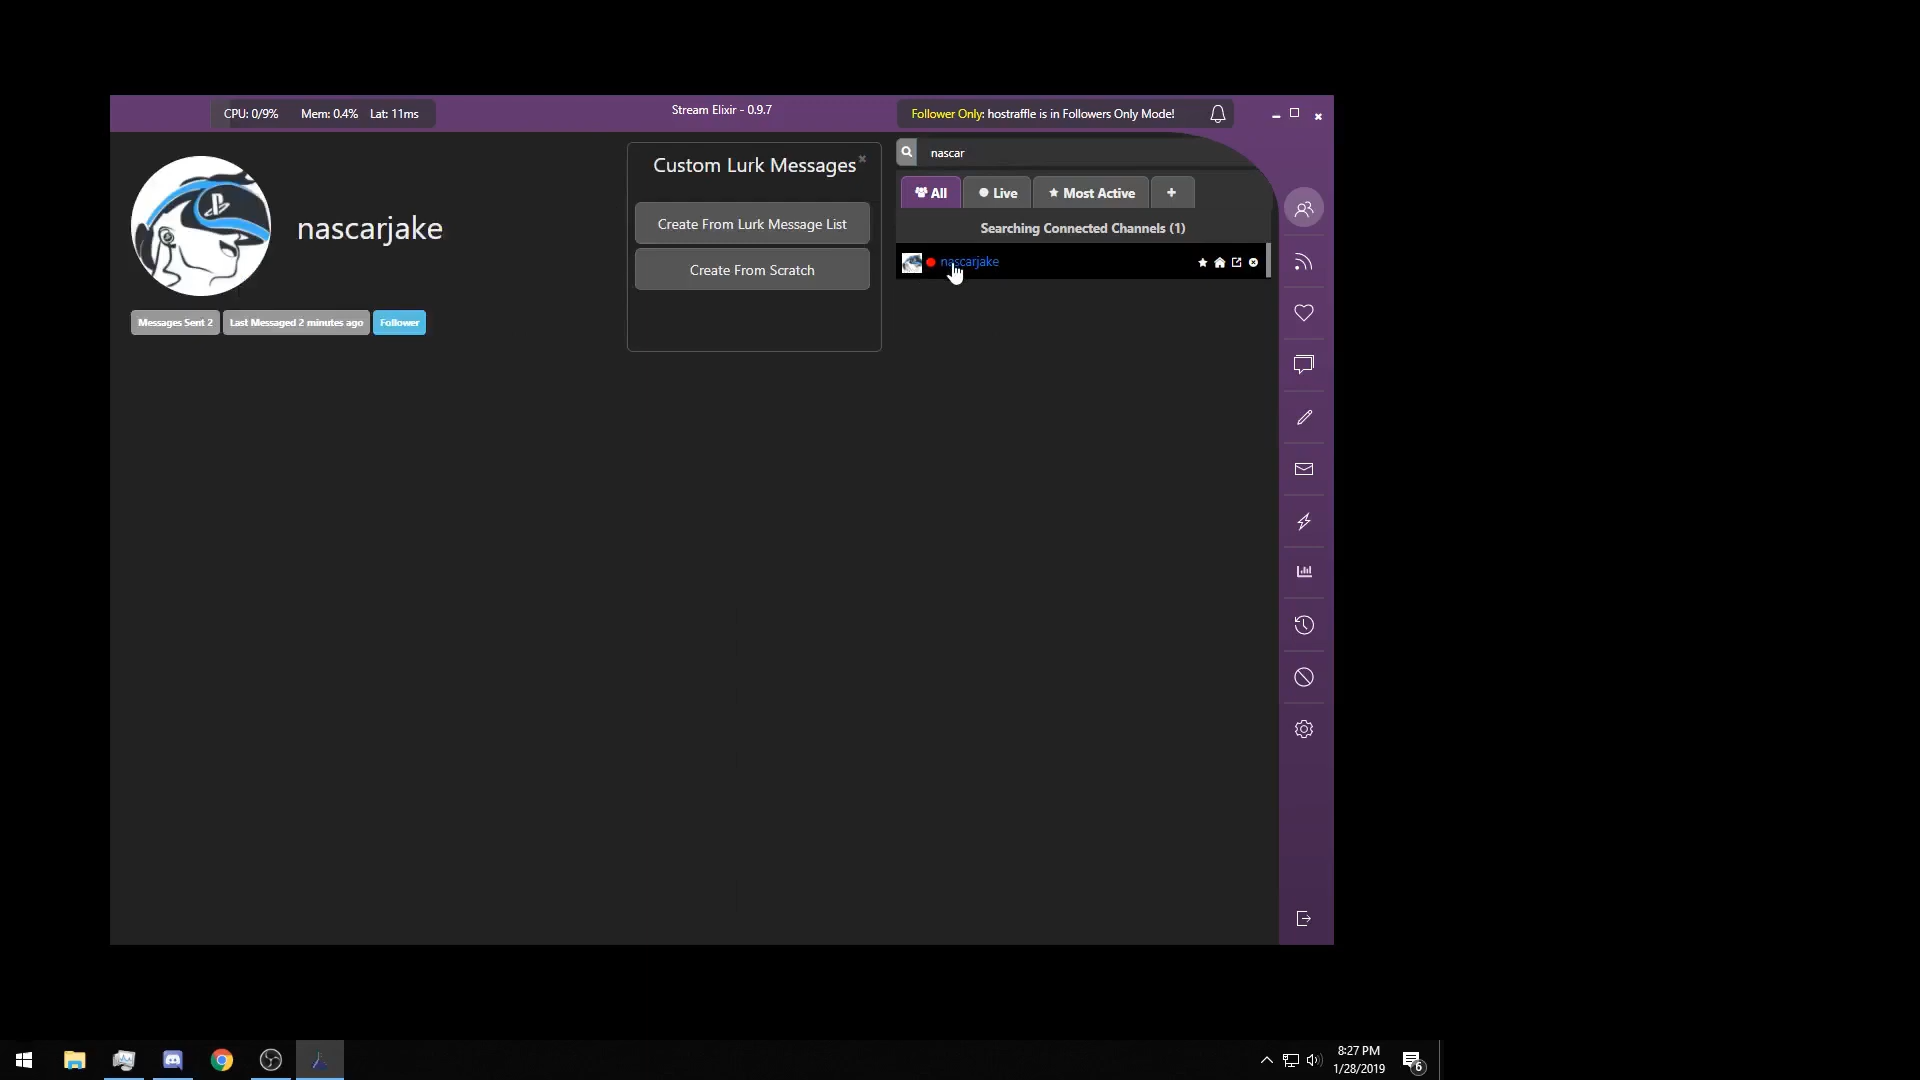 CPU: 0/9% Mem: 0.4% Lat: 11ms
Stream Elixir - 0.9.7
Follower Only: hostraffle is in Followers Only Mode!
nascarjake
Messages Sent 2
Last Messaged 2 minutes ago
Follower
Custom Lurk Messages
Create From Lurk Message List
Create From Scratch
nascar
All
Live
Most Active
+
Searching Connected Channels (1)
nascarjake
8:27 PM
1/28/2019
6